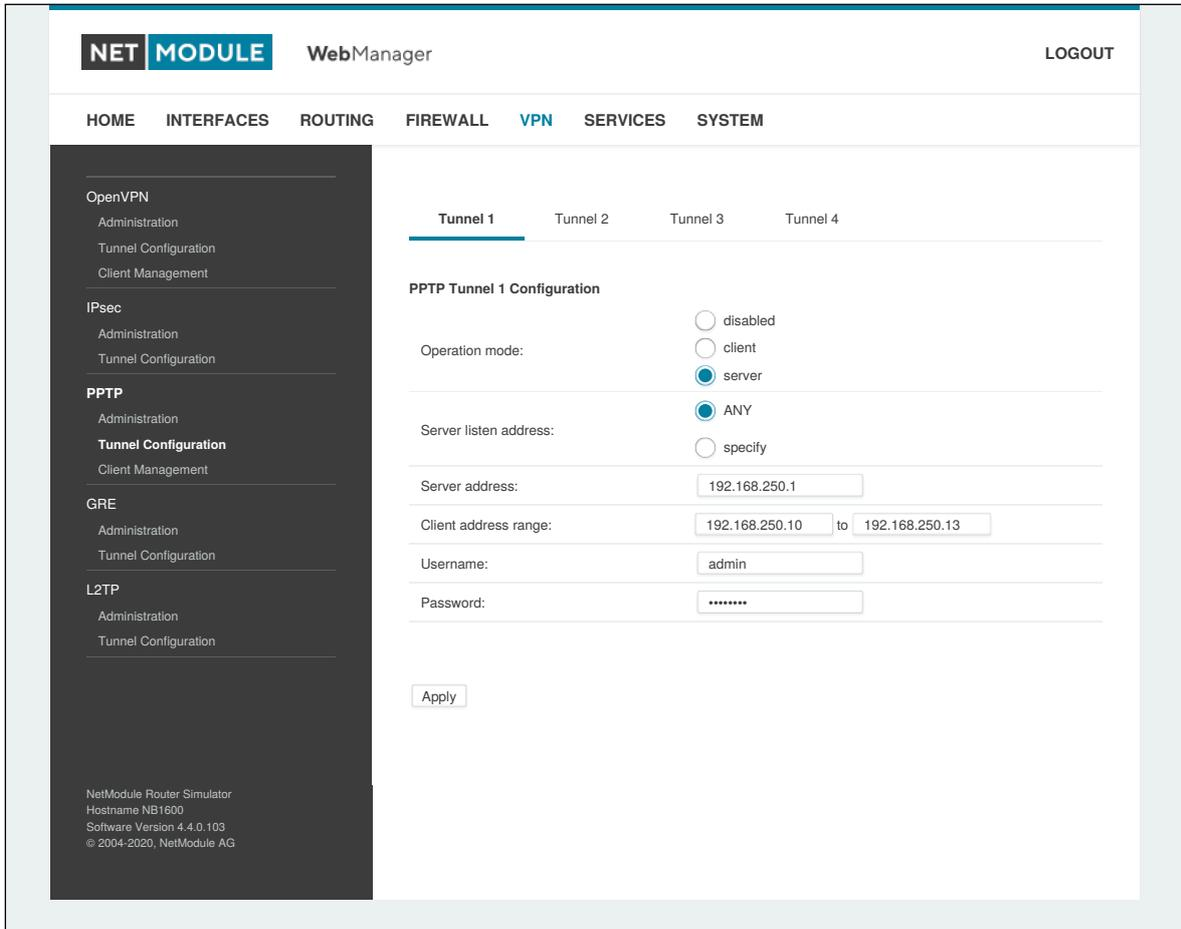 NET MODULE WebManager LOGOUT
HOME INTERFACES ROUTING FIREWALL VPN SERVICES SYSTEM
OpenVPN
Administration
Tunnel Configuration
Client Management
IPsec
Administration
Tunnel Configuration
PPTP
Administration
Tunnel Configuration
Client Management
GRE
Administration
Tunnel Configuration
L2TP
Administration
Tunnel Configuration
NetModule Router Simulator
Hostname NB1600
Software Version 4.4.0.103
© 2004-2020, NetModule AG
Tunnel 1 Tunnel 2 Tunnel 3 Tunnel 4
PPTP Tunnel 1 Configuration
Operation mode:
disabled
client
server
Server listen address:
ANY
specify
Server address: 192.168.250.1
Client address range: 192.168.250.10 to 192.168.250.13
Username: admin
Password: ••••••••
Apply